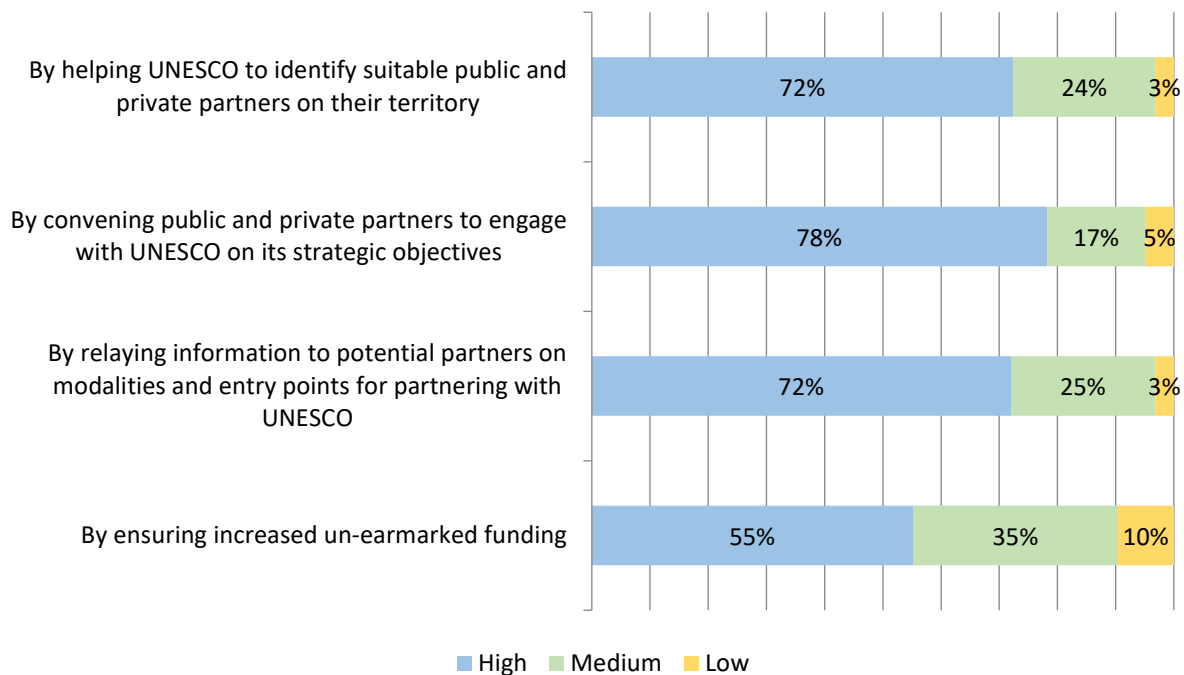 By helping UNESCO to identify suitable public and
private partners on their territory
72%
24%
3%
By convening public and private partners to engage
with UNESCO on its strategic objectives
78%
17%
5%
By relaying information to potential partners on
modalities and entry points for partnering with
UNESCO
72%
25%
3%
By ensuring increased un-earmarked funding
55%
35%
10%
High
Medium
Low